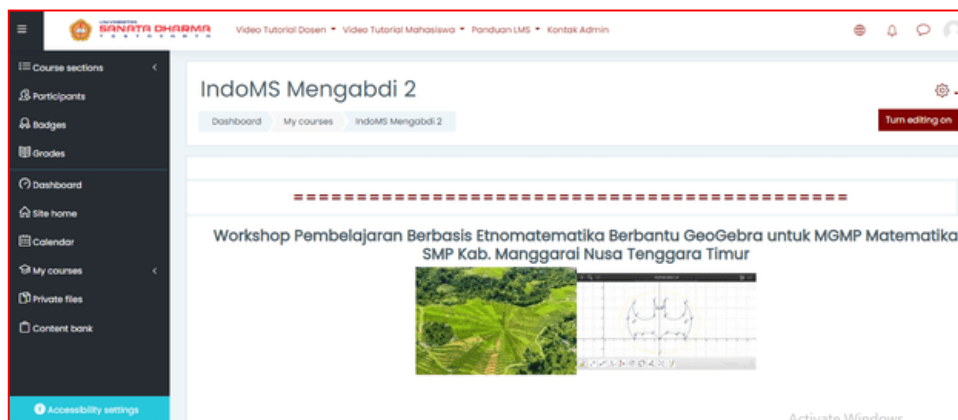 UNIVERSITAS
SANATA DHARMA
YOGYAKARTA
Video Tutorial Dosen Video Tutorial Mahasiswa Panduan LMS Kontak Admin
Course sections
Participants
Badges
Grades
Dashboard
Site home
Calendar
My courses
Private files
Content bank
Accessibility settings
IndoMS Mengabdi 2
Dashboard My courses IndoMS Mengabdi 2
Turn editing on
============================================
Workshop Pembelajaran Berbasis Etnomatematika Berbantu GeoGebra untuk MGMP Matematika
SMP Kab. Manggarai Nusa Tenggara Timur
Activate Windows